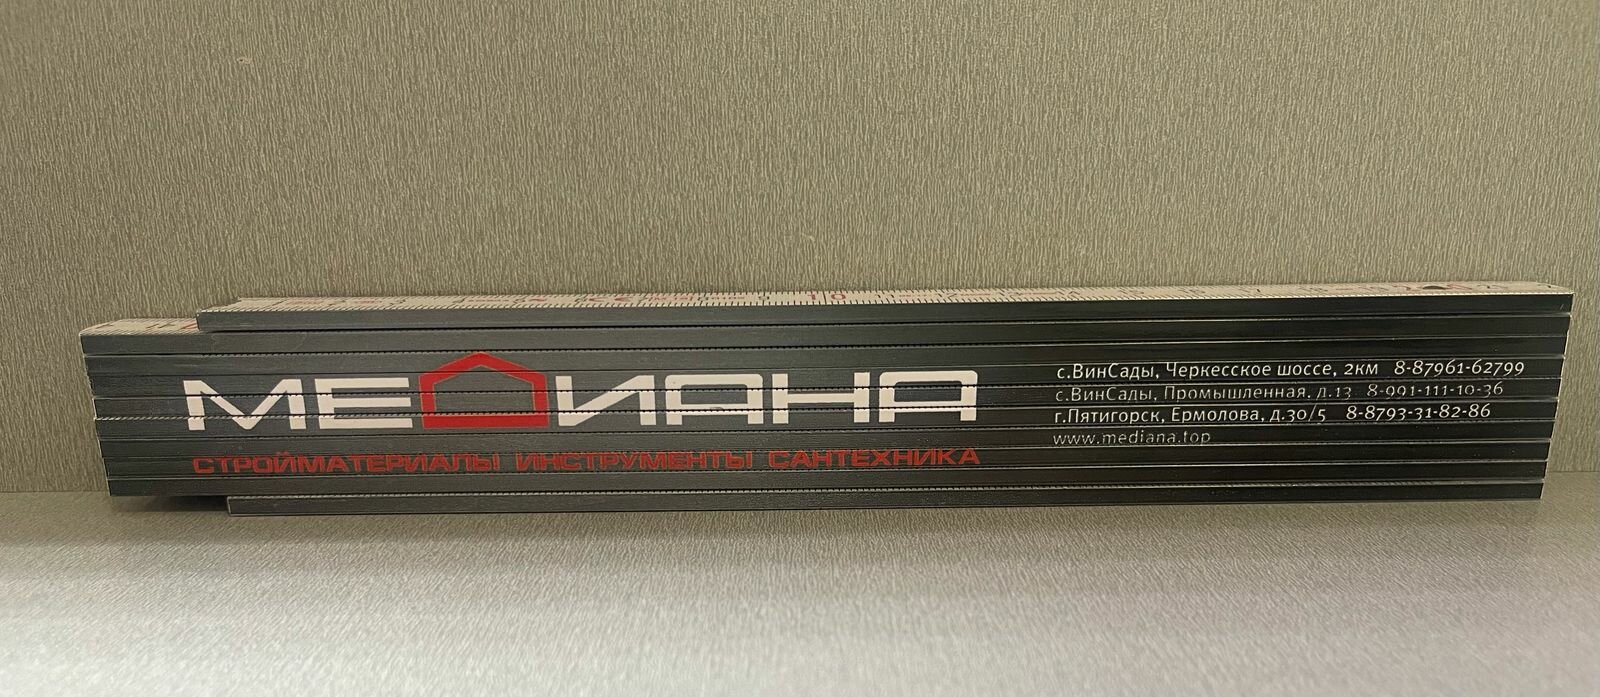 10
МЕДИАНА
СТРОЙМАТЕРИАЛЫ ИНСТРУМЕНТЫ САНТЕХНИКА
с.ВинСады, Черкесское шоссе, 2км 8-87961-62799
с.ВинСады, Промышленная, д.13 8-991-111-10-36
г.Пятигорск, Ермолова, д.30/5 8-8793-31-82-86
www.mediana.top